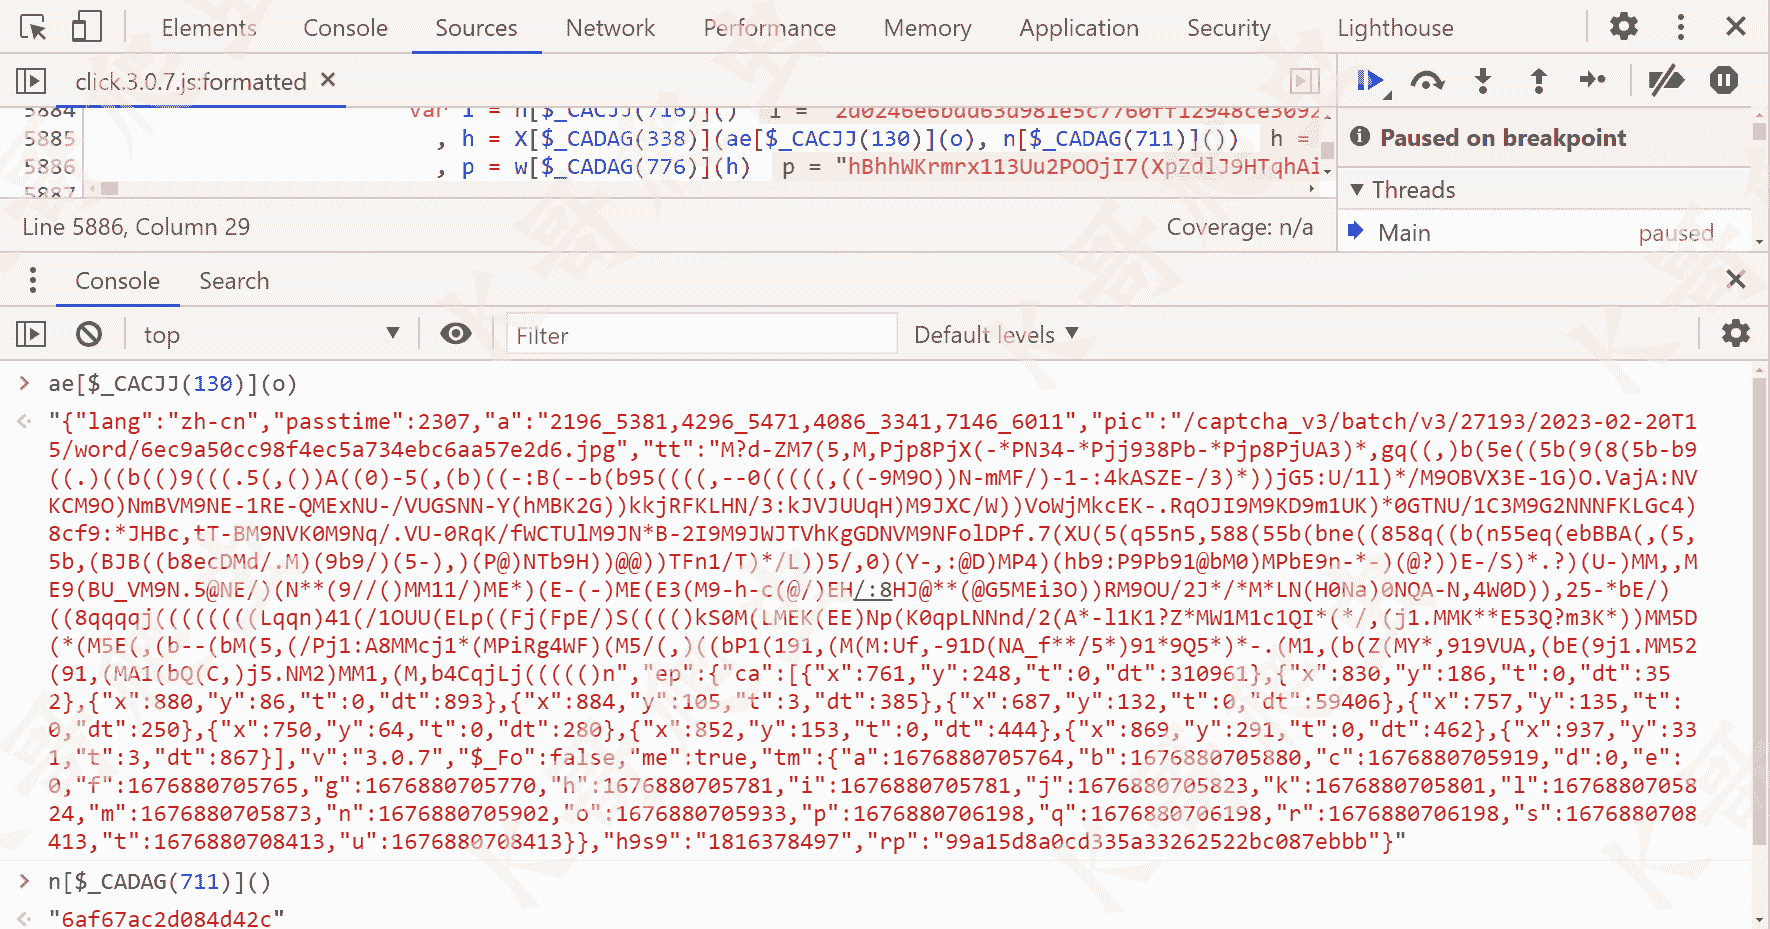 Elements Console Sources Network Performance Memory Application Security Lighthouse
click.3.0.7.js:formatted
5884 var i = n[$_CACJJ(716)]() i = "2d0246e6bdd63d981e5c7760ff12948ce3092
5885 , h = X[$_CADAG(338)](ae[$_CACJJ(130)](o), n[$_CADAG(711)]()) h =
5886 , p = w[$_CADAG(776)](h) p = "hBhhWKrmrx113Uu2POOjI7(XpZdlJ9HTqhAi
5887
Paused on breakpoint
Threads
Main paused
Line 5886, Column 29 Coverage: n/a
Console Search
top Filter Default levels
> ae[$_CACJJ(130)](o)
"{"lang":"zh-cn","passtime":2307,"a":"2196_5381,4296_5471,4086_3341,7146_6011","pic":"/captcha_v3/batch/v3/27193/2023-02-20T1
5/word/6ec9a50cc98f4ec5a734ebc6aa57e2d6.jpg","tt":"M?d-ZM7(5,M,Pjp8PjX(-*PN34-*Pjj938Pb-*Pjp8PjUA3)*,gq((,)b(5e((5b(9(8(5b-b9
((.)((b(()9(((.5(,())A((0)-5(,(b)((-:B(--b(b95((((,--0(((((,((-9M9O))N-mMF/)-1-:4kASZE-/3)*))jG5:U/1l)*/M9OBVX3E-1G)O.VajA:NV
KCM9O)NmBVM9NE-1RE-QMExNU-/VUGSNN-Y(hMBK2G))kkjRFKLHN/3:kJVJUUqH)M9JXC/W))VoWjMkcEK-.RqOJI9M9KD9m1UK)*0GTNU/1C3M9G2NNNFKLGc4)
8cf9:*JHBc,tT-BM9NVK0M9Nq/.VU-0RqK/fWCTUlM9JN*B-2I9M9JWJTVhKgGDNVM9NFolDPf.7(XU(5(q55n5,588(55b(bne((858q((b(n55eq(ebBBA(,(5,
5b,(BJB((b8ecDMd/.M)(9b9/)(5-),)(P@)NTb9H))@@))TFn1/T)*/L))5/,0)(Y-,:@D)MP4)(hb9:P9Pb91@bM0)MPbE9n-*-)(@?))E-/S)*.?)(U-)MM,,M
E9(BU_VM9N.5@NE/)(N**(9//()MM11/)ME*)(E-(-)ME(E3(M9-h-c(@/)EH/:8HJ@**(@G5MEi3O))RM9OU/2J*/*M*LN(H0Na)0NQA-N,4W0D)),25-*bE/)
((8qqqqj((((((((Lqqn)41(/1OUU(ELp((Fj(FpE/)S(((()kS0M(LMEK(EE)Np(K0qpLNNnd/2(A*-l1K1?Z*MW1M1c1QI*(*/,(j1.MMK**E53Q?m3K*))MM5D
(*(M5E(,(b--(bM(5,(/Pj1:A8MMcj1*(MPiRg4WF)(M5/(,)((bP1(191,(M(M:Uf,-91D(NA_f**/5*)91*9Q5*)*-.(M1,(b(Z(MY*,919VUA,(bE(9j1.MM52
(91,(MA1(bQ(C,)j5.NM2)MM1,(M,b4CqjLj(((((()n","ep":{"ca":[{"x":761,"y":248,"t":0,"dt":310961},{"x":830,"y":186,"t":0,"dt":35
2},{"x":880,"y":86,"t":0,"dt":893},{"x":884,"y":105,"t":3,"dt":385},{"x":687,"y":132,"t":0,"dt":59406},{"x":757,"y":135,"t":
0,"dt":250},{"x":750,"y":64,"t":0,"dt":280},{"x":852,"y":153,"t":0,"dt":444},{"x":869,"y":291,"t":0,"dt":462},{"x":937,"y":33
1,"t":3,"dt":867}],"v":"3.0.7","$_Fo":false,"me":true,"tm":{"a":1676880705764,"b":1676880705880,"c":1676880705919,"d":0,"e":
0,"f":1676880705765,"g":1676880705770,"h":1676880705781,"i":1676880705781,"j":1676880705823,"k":1676880705801,"l":16768807058
24,"m":1676880705873,"n":1676880705902,"o":1676880705933,"p":1676880706198,"q":1676880706198,"r":1676880706198,"s":1676880708
413,"t":1676880708413,"u":1676880708413}},"h9s9":"1816378497","rp":"99a15d8a0cd335a33262522bc087ebbb"}"
> n[$_CADAG(711)]()
"6af67ac2d084d42c"